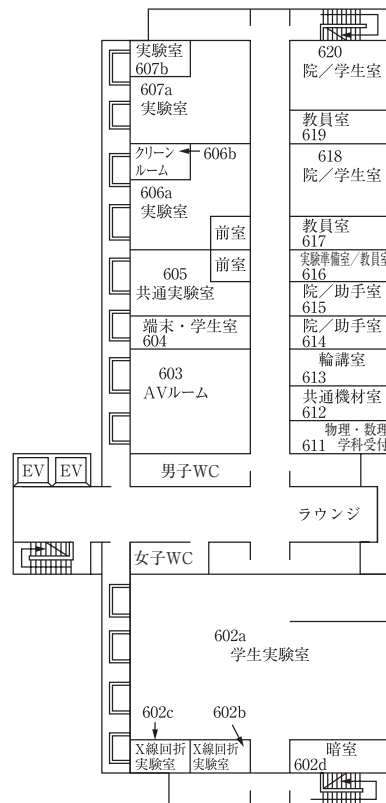 実験室
607b
607a
実験室
クリーン
ルーム
606b
606a
実験室
前室
前室
605
共通実験室
端末・学生室
604
603
AVルーム
620
院／学生室
教員室
619
618
院／学生室
教員室
617
実験準備室／教員室
616
院／助手室
615
院／助手室
614
輪講室
613
共通機材室
612
物理・数理
611 学科受付
EV EV
男子WC
ラウンジ
女子WC
602a
学生実験室
602c
602b
X線回折
実験室
X線回折
実験室
暗室
602d